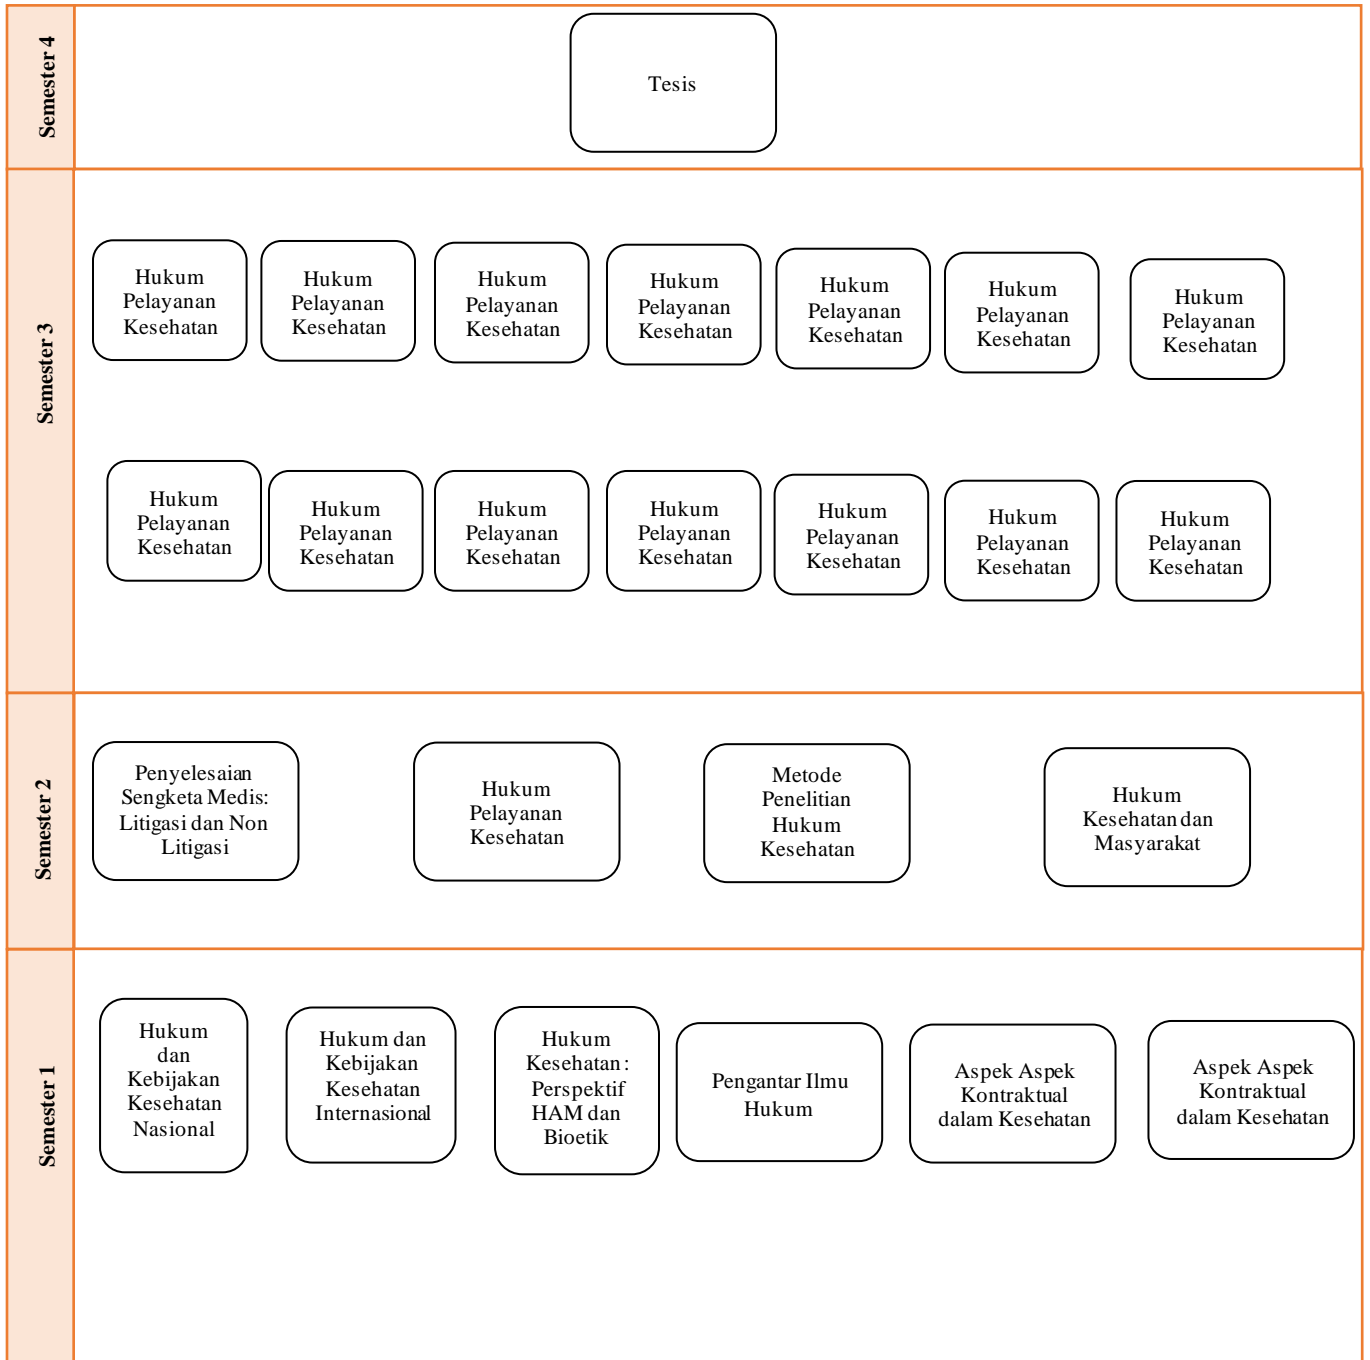 Semester 4
Tesis
Semester 3
Hukum
Pelayanan
Kesehatan
Hukum
Pelayanan
Kesehatan
Hukum
Pelayanan
Kesehatan
Hukum
Pelayanan
Kesehatan
Hukum
Pelayanan
Kesehatan
Hukum
Pelayanan
Kesehatan
Hukum
Pelayanan
Kesehatan
Hukum
Pelayanan
Kesehatan
Hukum
Pelayanan
Kesehatan
Hukum
Pelayanan
Kesehatan
Hukum
Pelayanan
Kesehatan
Hukum
Pelayanan
Kesehatan
Hukum
Pelayanan
Kesehatan
Hukum
Pelayanan
Kesehatan
Semester 2
Penyelesaian
Sengketa Medis:
Litigasi dan Non
Litigasi
Hukum
Pelayanan
Kesehatan
Metode
Penelitian
Hukum
Kesehatan
Hukum
Kesehatan dan
Masyarakat
Semester 1
Hukum
dan
Kebijakan
Kesehatan
Nasional
Hukum dan
Kebijakan
Kesehatan
Internasional
Hukum
Kesehatan :
Perspektif
HAM dan
Bioetik
Pengantar Ilmu
Hukum
Aspek Aspek
Kontraktual
dalam Kesehatan
Aspek Aspek
Kontraktual
dalam Kesehatan